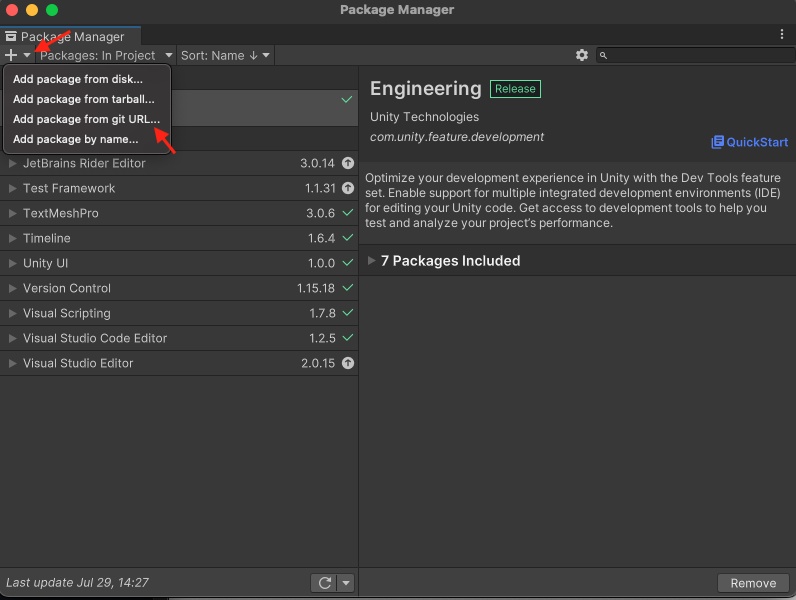 Package Manager
Package Manager
Packages: In Project
Sort: Name ↓
Add package from disk...
Add package from tarball...
Add package from git URL...
Add package by name...
JetBrains Rider Editor 3.0.14
Test Framework 1.1.31
TextMeshPro 3.0.6
Timeline 1.6.4
Unity UI 1.0.0
Version Control 1.15.18
Visual Scripting 1.7.8
Visual Studio Code Editor 1.2.5
Visual Studio Editor 2.0.15
Last update Jul 29, 14:27
Engineering Release
Unity Technologies
com.unity.feature.development
QuickStart
Optimize your development experience in Unity with the Dev Tools feature
set. Enable support for multiple integrated development environments (IDE)
for editing your Unity code. Get access to development tools to help you
test and analyze your project's performance.
7 Packages Included
Remove